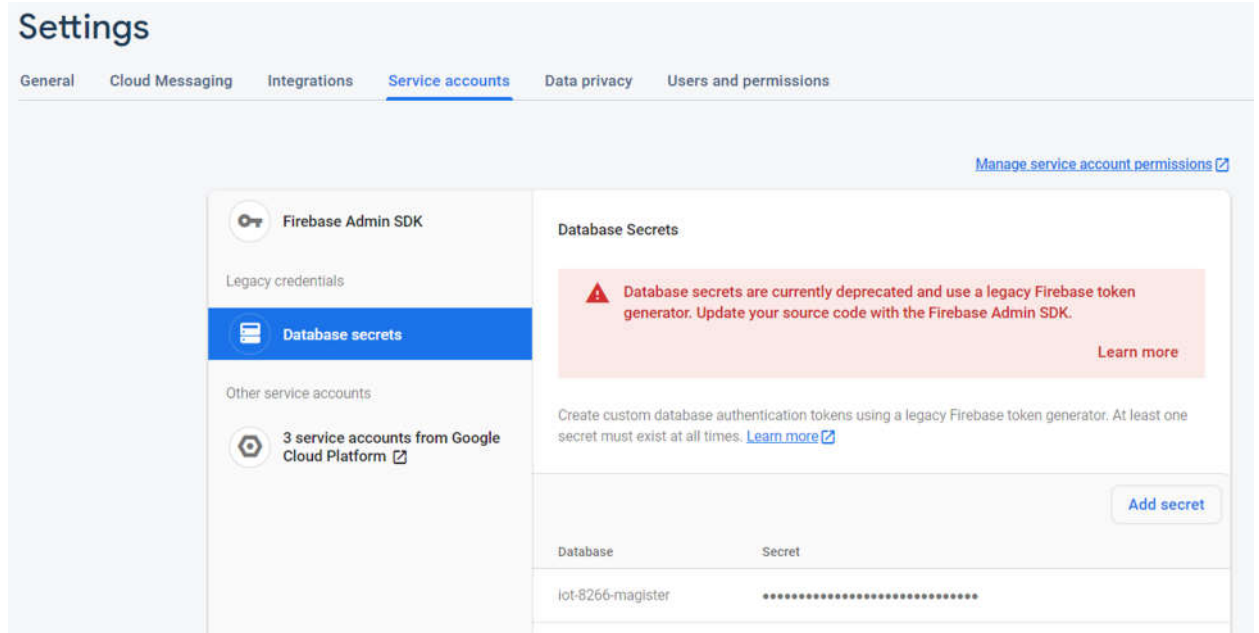 Settings
General Cloud Messaging Integrations Service accounts Data privacy Users and permissions
Manage service account permissions
Firebase Admin SDK
Legacy credentials
Database secrets
Other service accounts
3 service accounts from Google
Cloud Platform
Database Secrets
Database secrets are currently deprecated and use a legacy Firebase token
generator. Update your source code with the Firebase Admin SDK.
Learn more
Create custom database authentication tokens using a legacy Firebase token generator. At least one
secret must exist at all times. Learn more
Add secret
Database Secret
iot-8266-magister ••••••••••••••••••••••••••••••